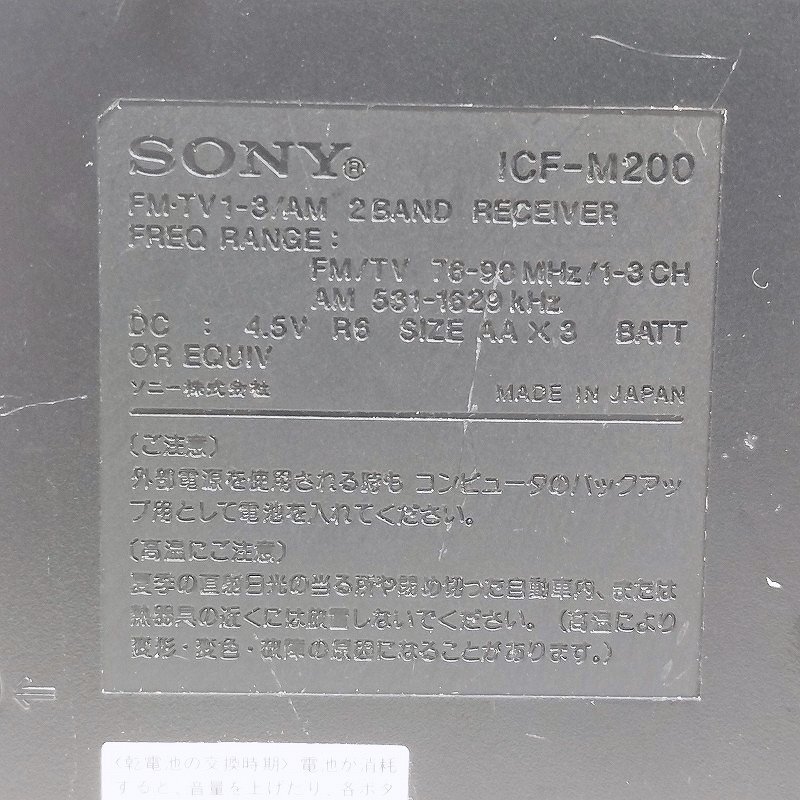 SONY® ICF-M200
FM・TV1-3/AM 2 BAND RECEIVER
FREQ RANGE :
FM/TV 76-90 MHz/1-3 CH
AM 531-1629 kHz
DC : 4.5V R6 SIZE AA X 3 BATT
OR EQUIV
ソニー株式会社 MADE IN JAPAN
(ご注意)
外部電源を使用される時も コンピュータのバックアッ
プ用として電池を入れてください。
(高温にご注意)
夏季の直射日光の当る所や閉め切った自動車内、または
熱器具の近くには放置しないでください。(高温により
変形・変色・故障の原因になることがあります。)
〈乾電池の交換時期〉電池が消耗
すると、音量を上げたり、各ボタ